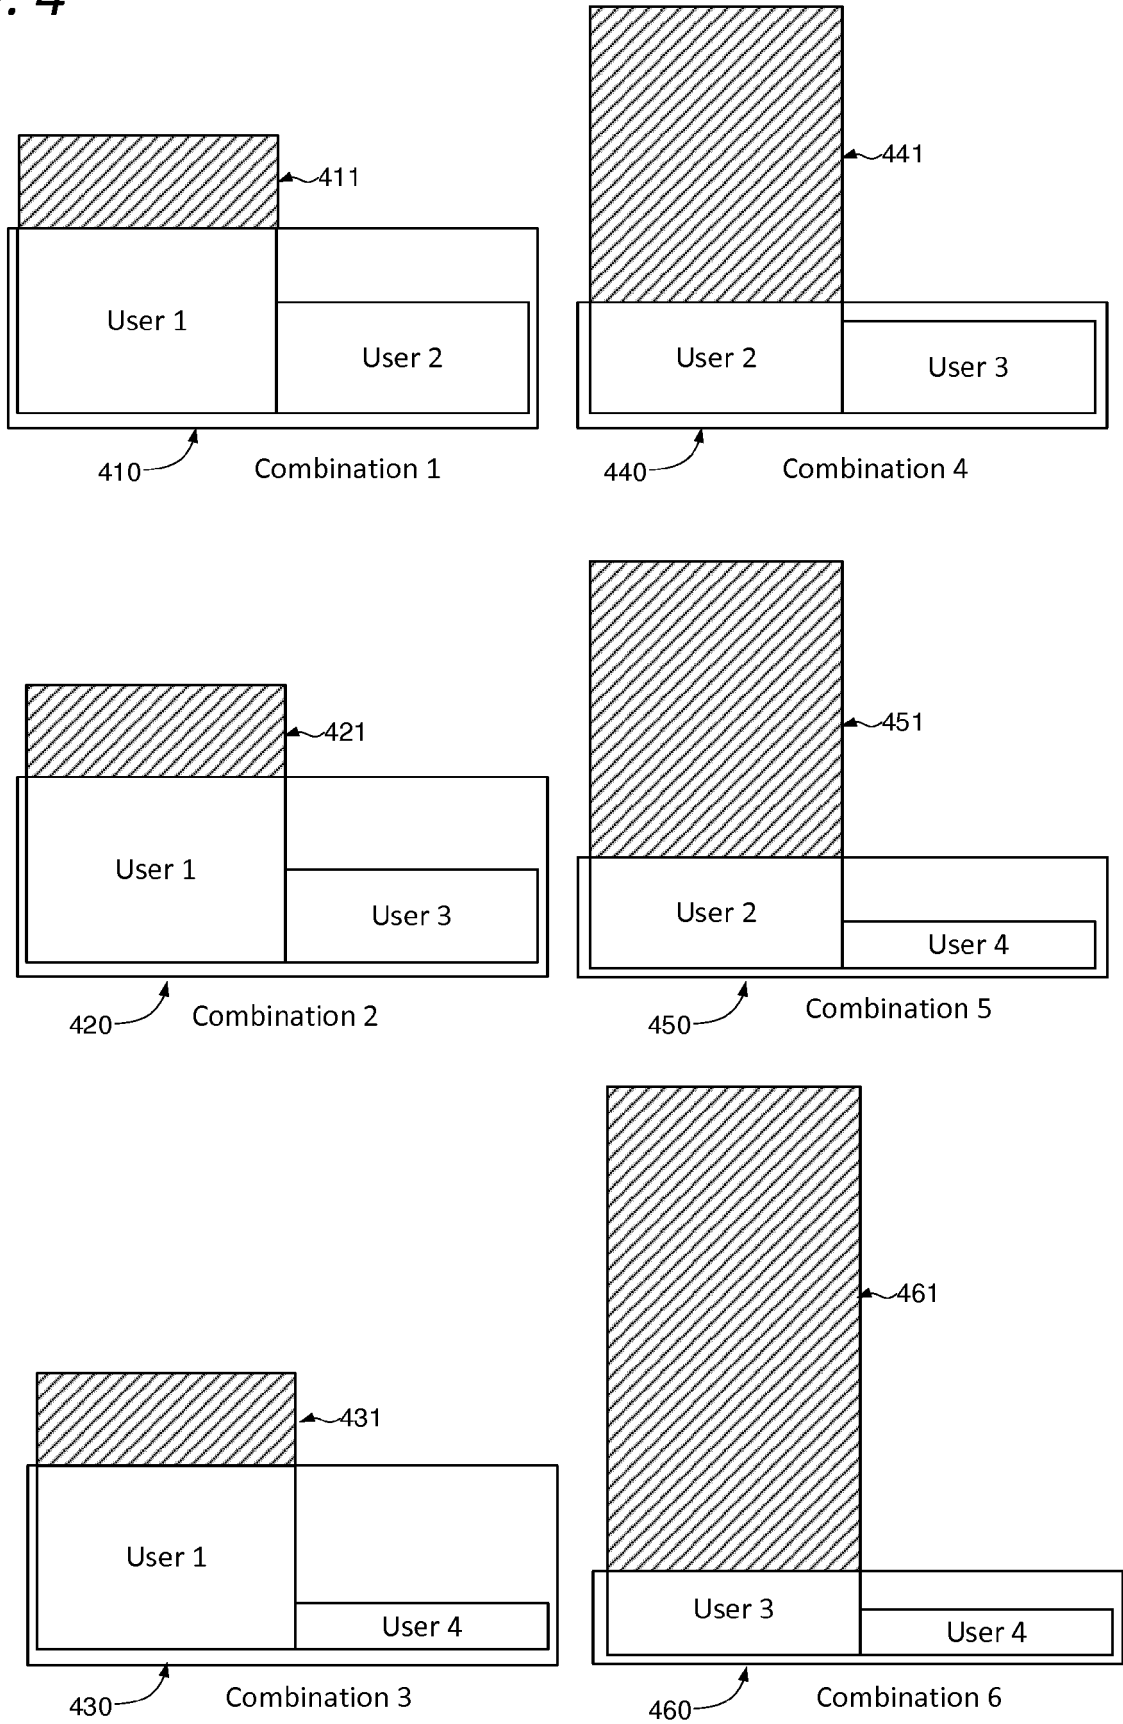 . 4
411
User 1
User 2
410
Combination 1
441
User 2
User 3
440
Combination 4
421
User 1
User 3
420
Combination 2
451
User 2
User 4
450
Combination 5
431
User 1
User 4
430
Combination 3
461
User 3
User 4
460
Combination 6